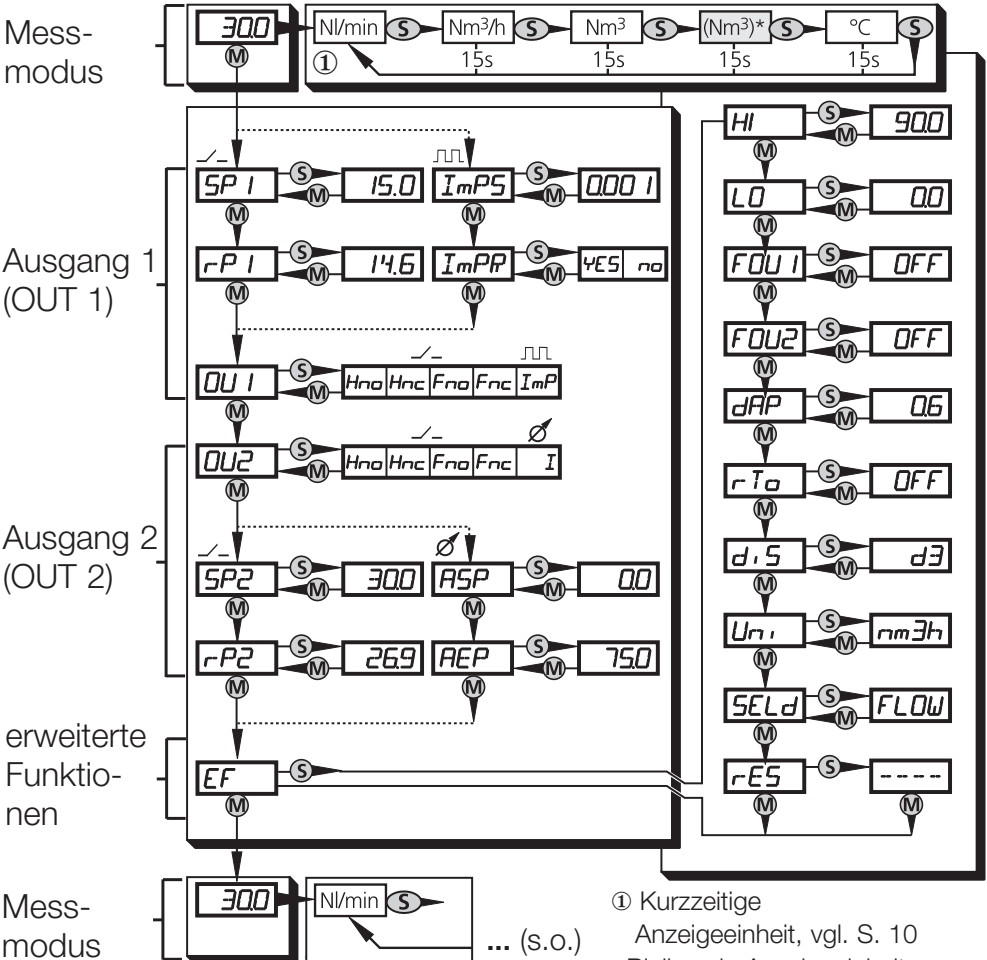 Mess-
modus
30.0
M
Nl/min S Nm³/h S Nm³ S (Nm³)* S °C S
① 15s 15s 15s 15s
Ausgang 1
(OUT 1)
SP1 S M 15.0 ImPS S M 0.001
M M
rP1 S M 14.6 ImPR S M YES no
M M
OU1 S M Hno Hnc Fno Fnc ImP
M
Ausgang 2
(OUT 2)
OU2 S M Hno Hnc Fno Fnc I
M
SP2 S M 30.0 ASP S M 0.0
M M
rP2 S M 26.9 AEP S M 75.0
M M
erweiterte
Funktio-
nen
EF S
M
HI S M 90.0
M
LO S M 0.0
M
FOU1 S M OFF
M
FOU2 S M OFF
M
dAP S M 0.6
M
rTo S M OFF
M
diS S M d3
M
Uni S M nm3h
M
SELd S M FLOW
M
rES S ----
M M
Mess-
modus
30.0
Nl/min S
... (s.o.)
① Kurzzeitige
Anzeigeeinheit, vgl. S. 10